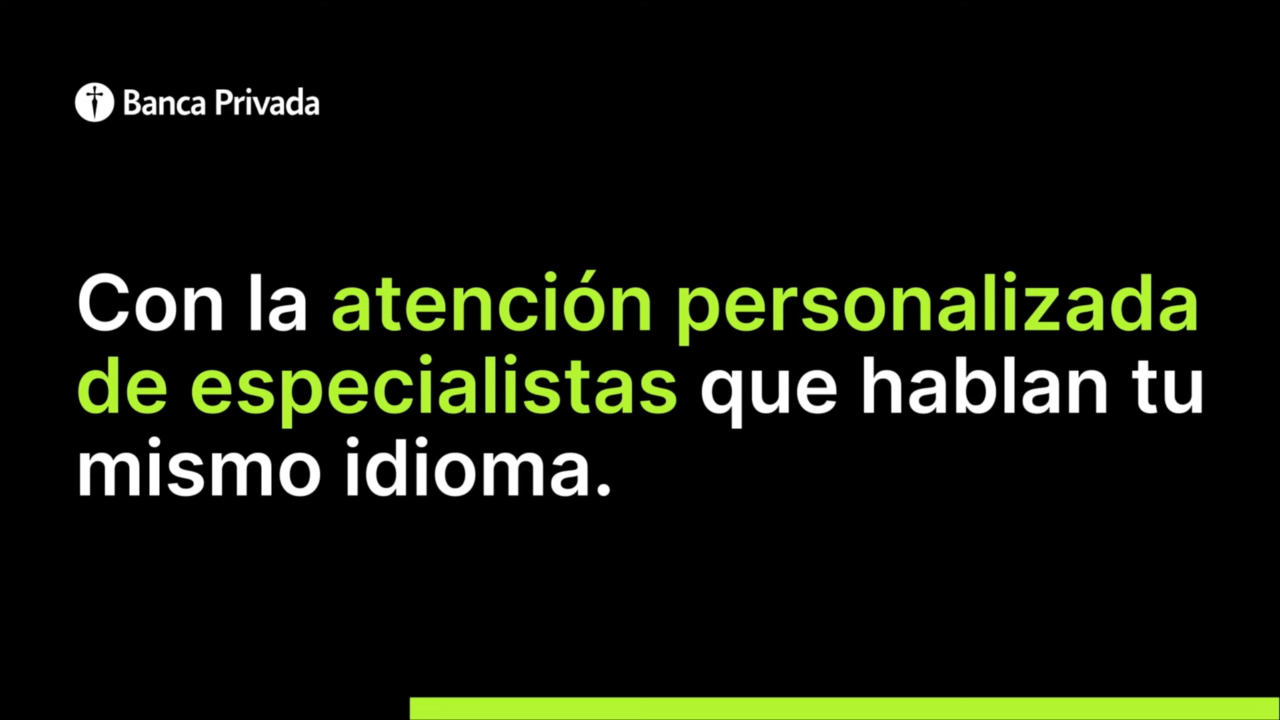 Banca Privada
Con la atención personalizada
de especialistas que hablan tu
mismo idioma.